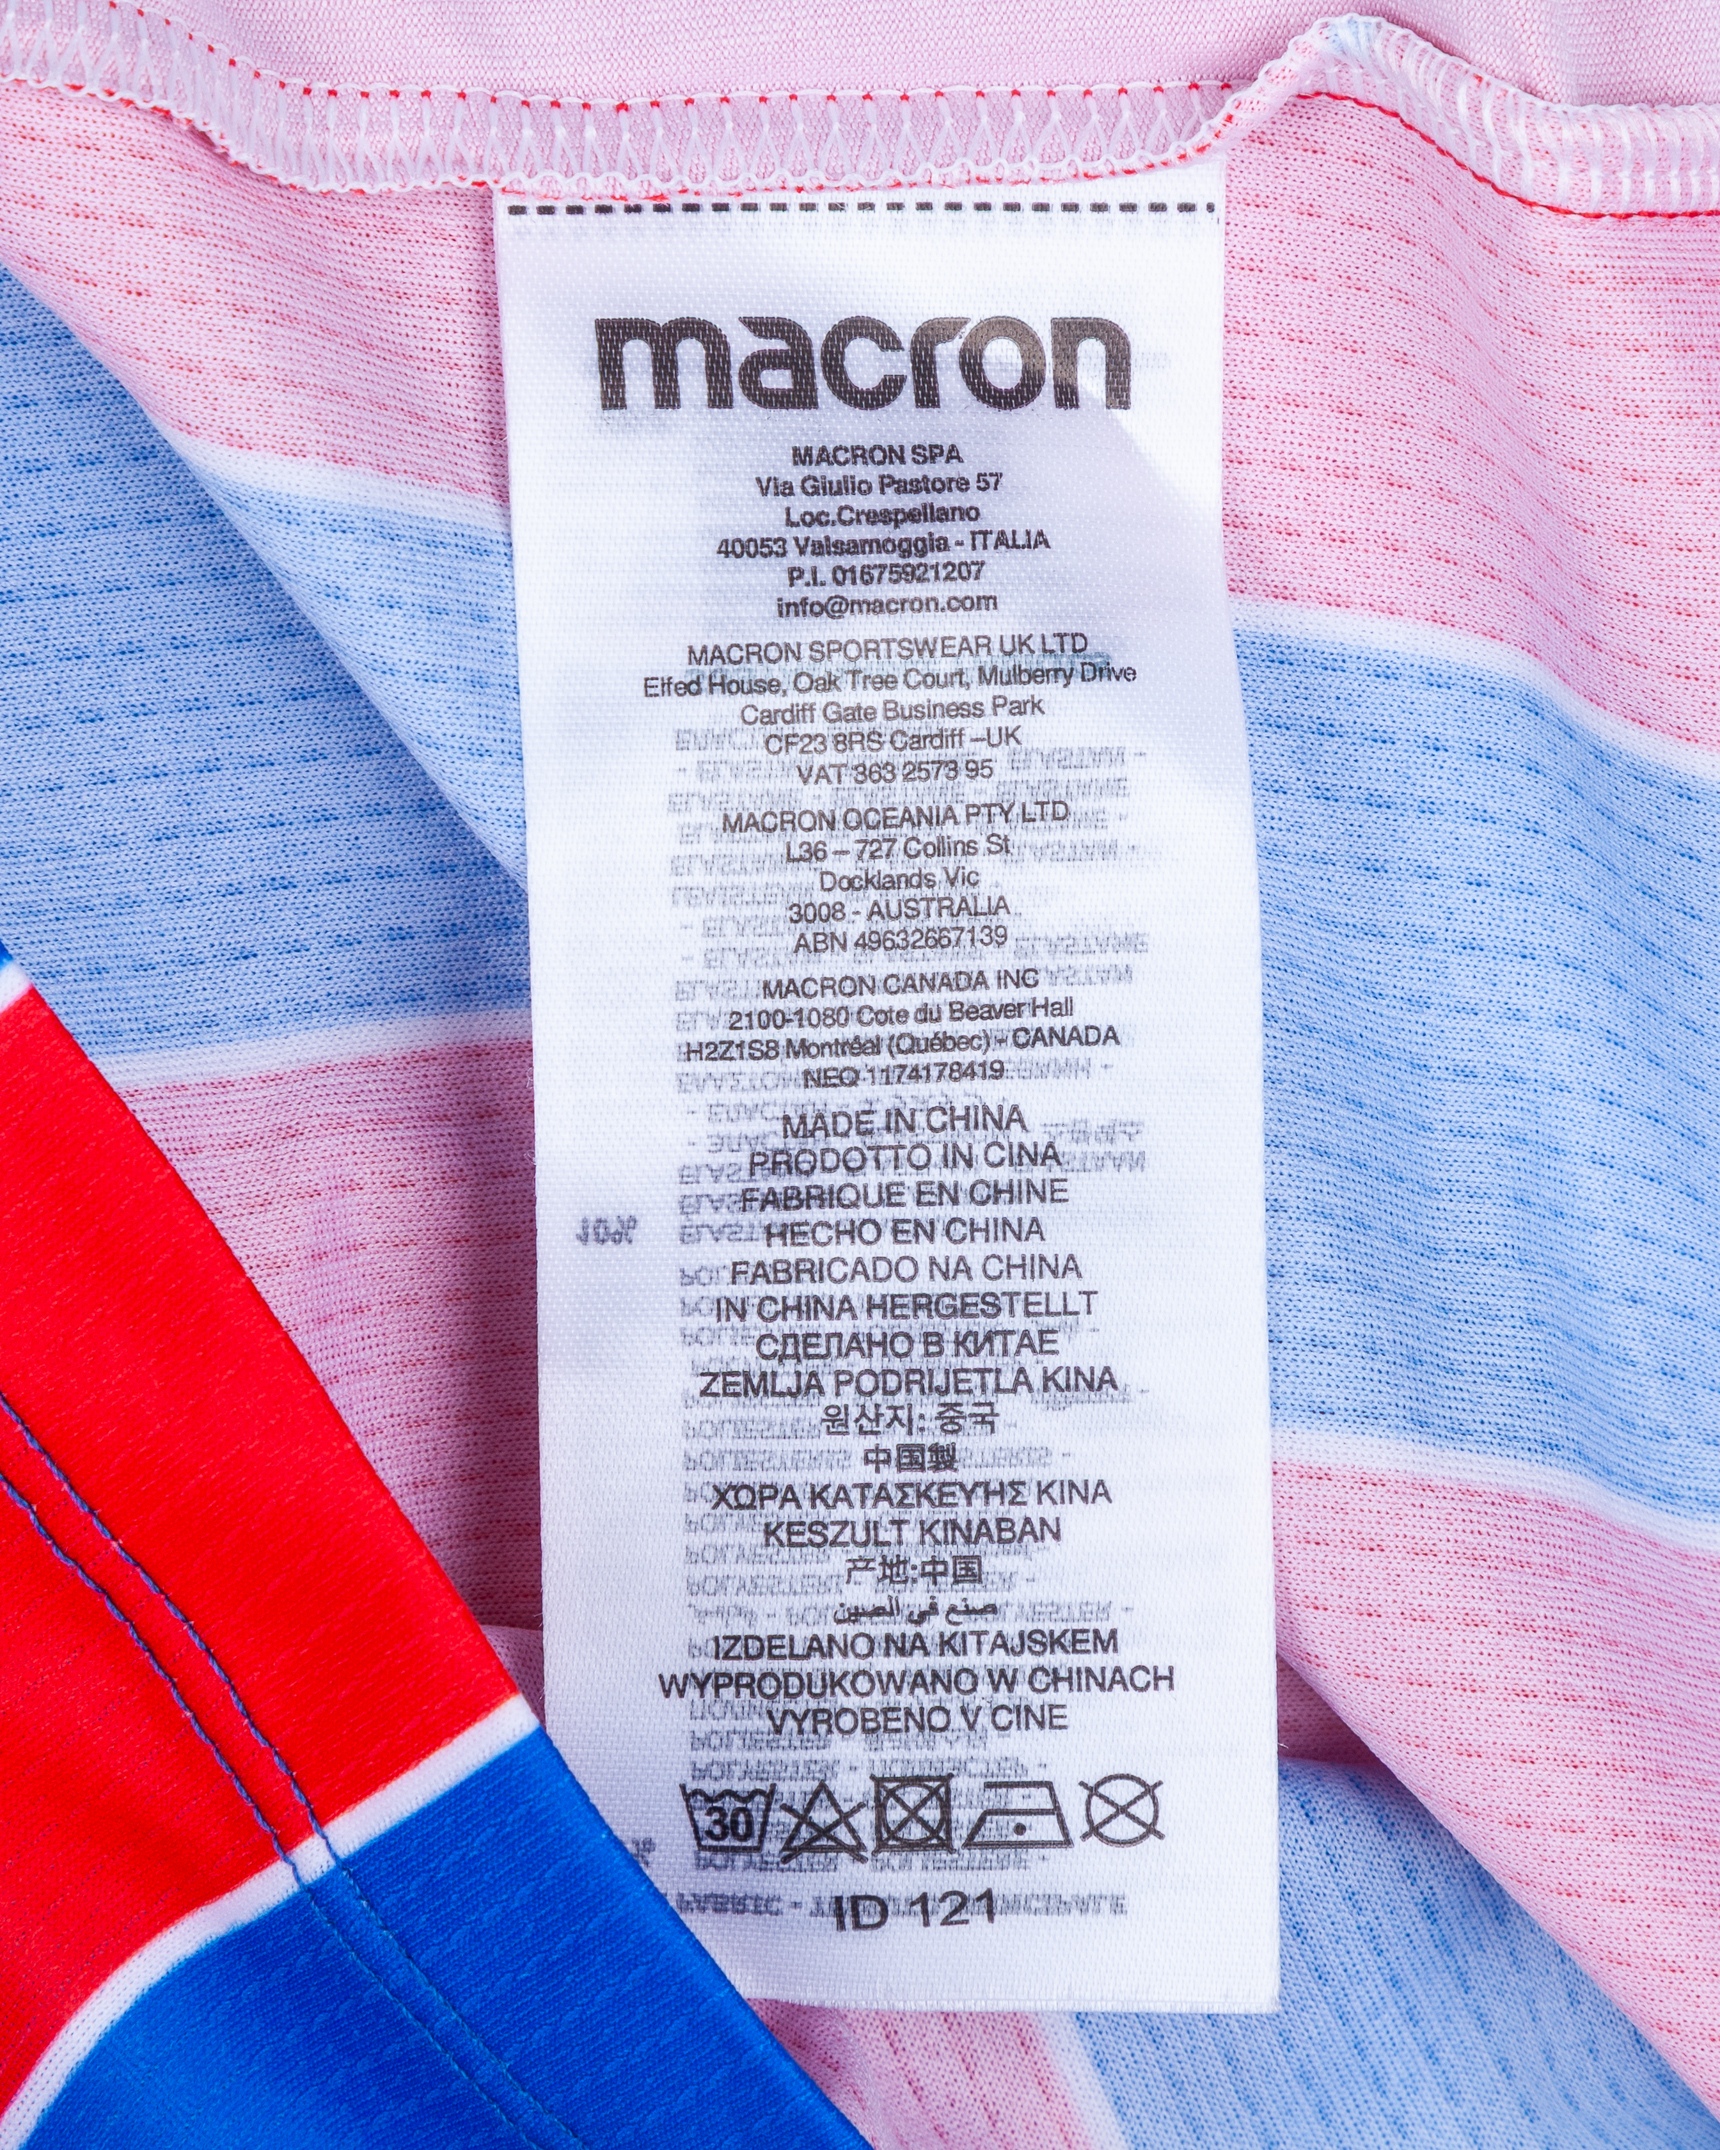 macron
MACRON SPA
Via Giulio Pastore 57
Loc.Crespellano
40053 Valsamoggia - ITALIA
P.I. 01675921207
info@macron.com
MACRON SPORTSWEAR UK LTD
Elfed House, Oak Tree Court, Mulberry Drive
Cardiff Gate Business Park
CF23 8RS Cardiff –UK
VAT 363 2573 95
MACRON OCEANIA PTY LTD
L36 – 727 Collins St
Docklands Vic
3008 - AUSTRALIA
ABN 49632667139
MACRON CANADA INC
2100-1080 Cote du Beaver Hall
H2Z1S8 Montréal (Québec) - CANADA
NEQ 1174178419
MADE IN CHINA
PRODOTTO IN CINA
FABRIQUE EN CHINE
HECHO EN CHINA
FABRICADO NA CHINA
IN CHINA HERGESTELLT
СДЕЛАНО В КИТАЕ
ZEMLJA PODRIJETLA KINA
원산지: 중국
中国製
ΧΏΡΑ ΚΑΤΑΣΚΕΥΉΣ ΚΙΝΑ
KESZULT KINABAN
产地:中国
صنع في الصين
IZDELANO NA KITAJSKEM
WYPRODUKOWANO W CHINACH
VYROBENO V CINE
30
ID 121